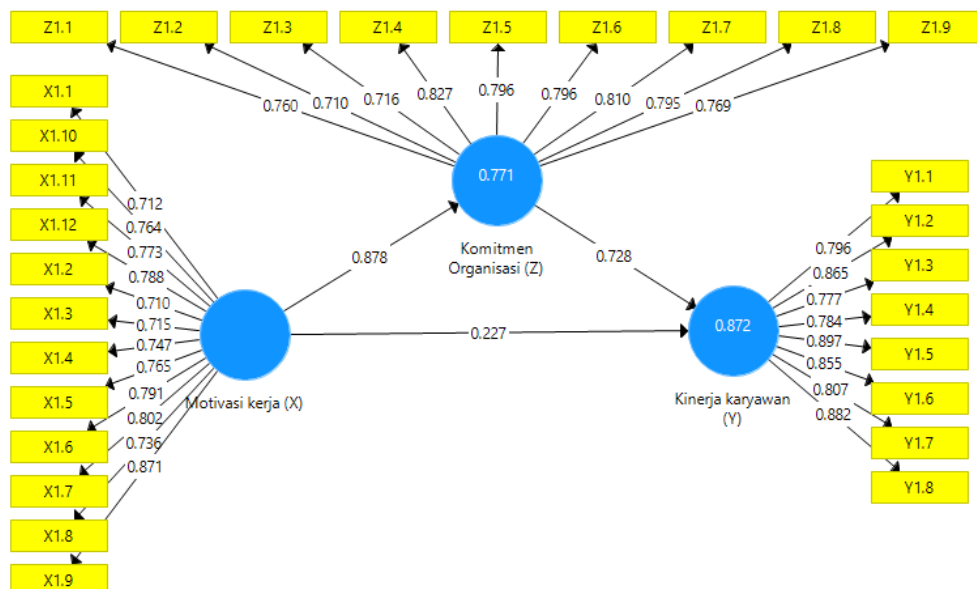 Z1.1
Z1.2
Z1.3
Z1.4
Z1.5
Z1.6
Z1.7
Z1.8
Z1.9
0.760
0.710
0.716
0.827
0.796
0.796
0.810
0.795
0.769
X1.1
X1.10
X1.11
X1.12
X1.2
X1.3
X1.4
X1.5
X1.6
X1.7
X1.8
X1.9
0.712
0.764
0.773
0.788
0.710
0.715
0.747
0.765
0.791
0.802
0.736
0.871
Motivasi kerja (X)
0.878
0.771
Komitmen
Organisasi (Z)
0.728
0.227
0.872
Kinerja karyawan
(Y)
0.796
0.865
0.777
0.784
0.897
0.855
0.807
0.882
Y1.1
Y1.2
Y1.3
Y1.4
Y1.5
Y1.6
Y1.7
Y1.8